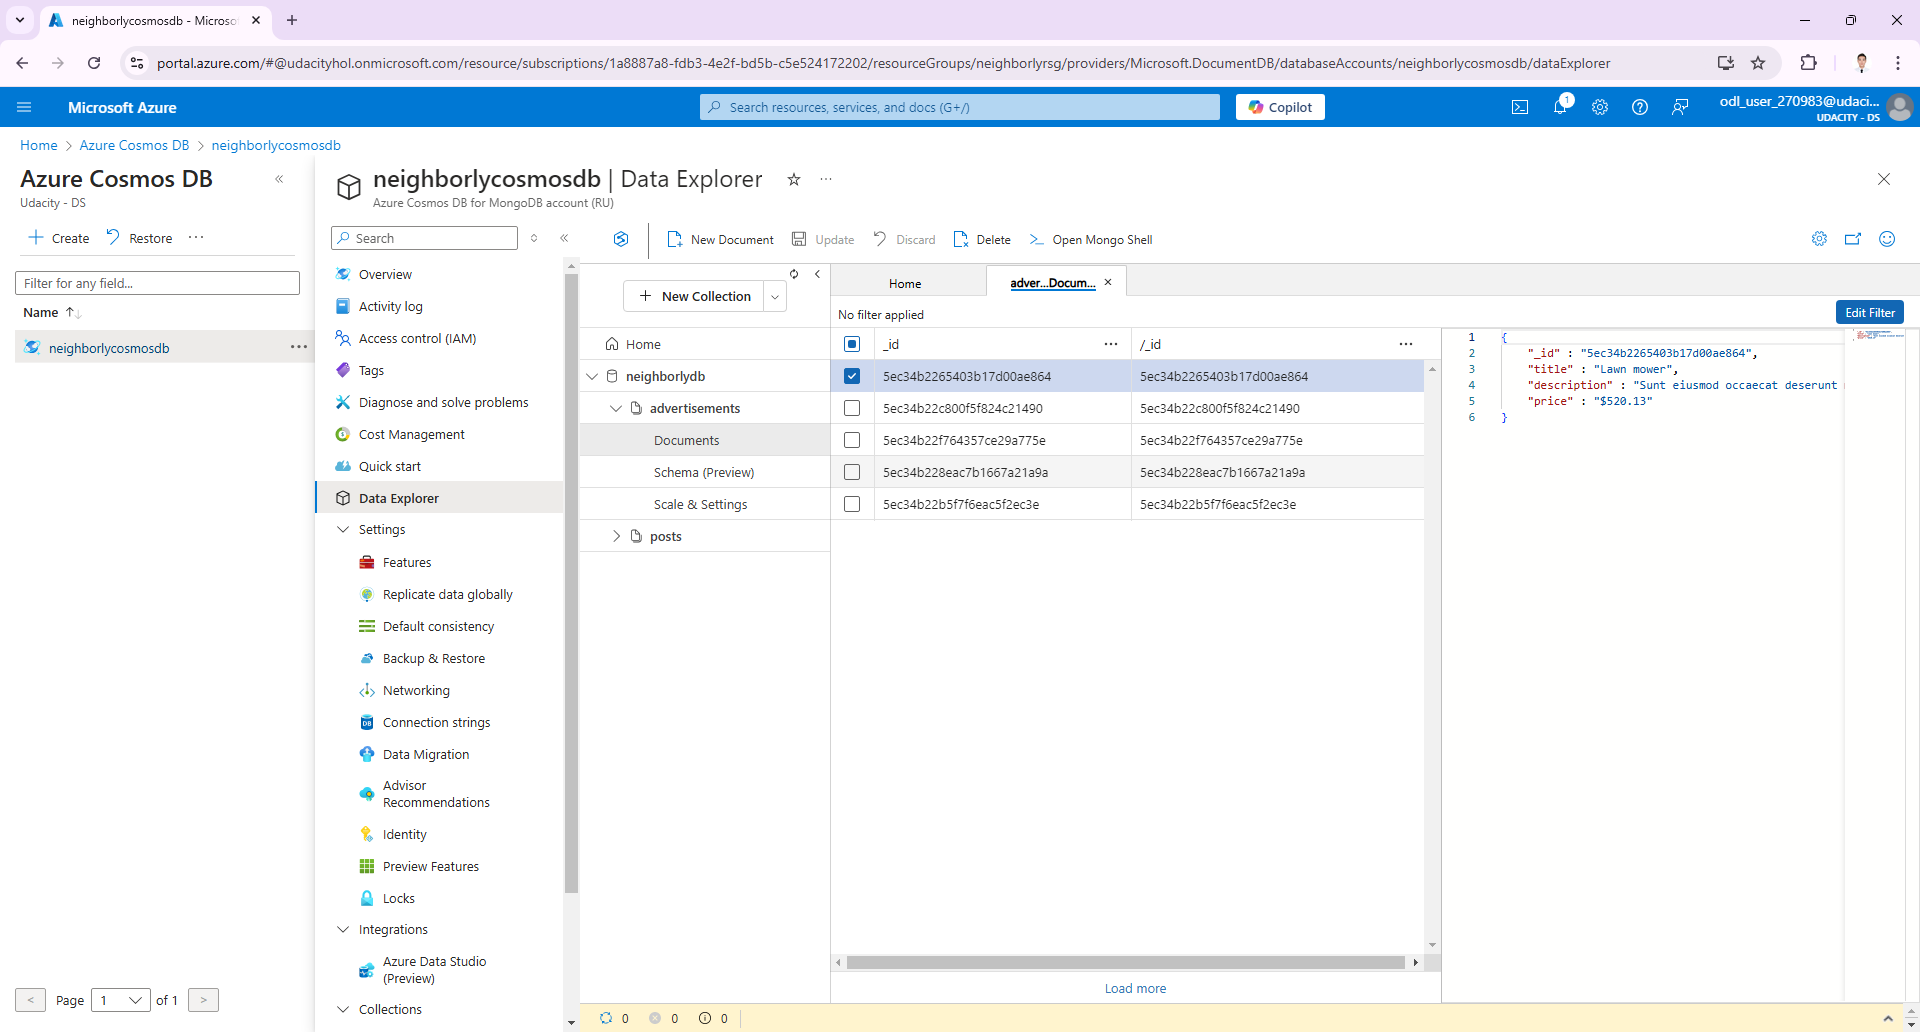 neighborlycosmosdb - Microso
portal.azure.com/#@udacityhol.onmicrosoft.com/resource/subscriptions/1a8887a8-fdb3-4e2f-bd5b-c5e524172202/resourceGroups/neighborlyrsg/providers/Microsoft.DocumentDB/databaseAccounts/neighborlycosmosdb/dataExplorer
Microsoft Azure
Search resources, services, and docs (G+/)
Copilot
1
odl_user_270983@udaci...
UDACITY - DS
Home > Azure Cosmos DB > neighborlycosmosdb
Azure Cosmos DB
Udacity - DS
Create
Restore
Filter for any field...
Name
neighborlycosmosdb
< Page 1 of 1 >
neighborlycosmosdb | Data Explorer
Azure Cosmos DB for MongoDB account (RU)
Search
Overview
Activity log
Access control (IAM)
Tags
Diagnose and solve problems
Cost Management
Quick start
Data Explorer
Settings
Features
Replicate data globally
Default consistency
Backup & Restore
Networking
Connection strings
Data Migration
Advisor
Recommendations
Identity
Preview Features
Locks
Integrations
Azure Data Studio
(Preview)
Collections
New Document
Update
Discard
Delete
Open Mongo Shell
New Collection
Home
neighborlydb
advertisements
Documents
Schema (Preview)
Scale & Settings
posts
Home
adver...Docum...
No filter applied
Edit Filter
_id /_id
5ec34b2265403b17d00ae864 5ec34b2265403b17d00ae864
5ec34b22c800f5f824c21490 5ec34b22c800f5f824c21490
5ec34b22f764357ce29a775e 5ec34b22f764357ce29a775e
5ec34b228eac7b1667a21a9a 5ec34b228eac7b1667a21a9a
5ec34b22b5f7f6eac5f2ec3e 5ec34b22b5f7f6eac5f2ec3e
Load more
1 {
2 "_id" : "5ec34b2265403b17d00ae864",
3 "title" : "Lawn mower",
4 "description" : "Sunt eiusmod occaecat deserunt
5 "price" : "$520.13"
6 }
0 0 0